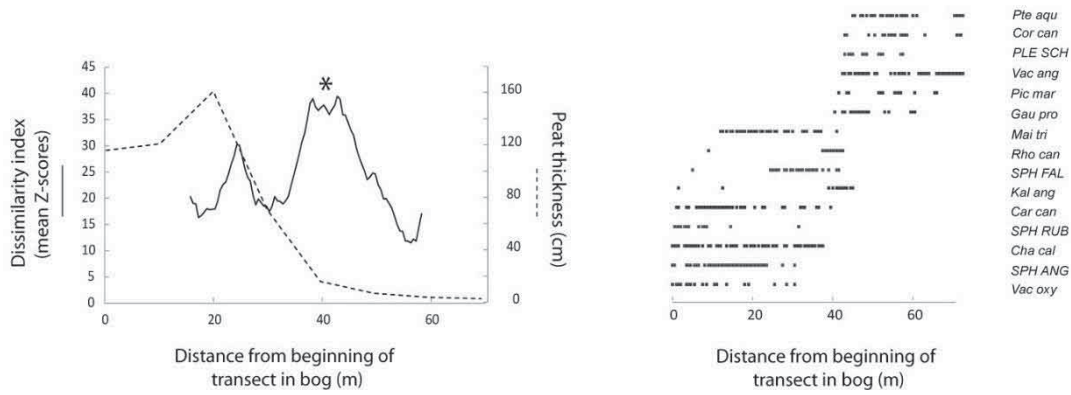 Dissimilarity index
(mean Z-scores)
45
40
35
30
25
20
15
10
5
0
*
0
20
40
60
160
120
80
40
0
Peat thickness
(cm)
Distance from beginning of
transect in bog (m)
Pte aqu
Cor can
PLE SCH
Vac ang
Pic mar
Gau pro
Mai tri
Rho can
SPH FAL
Kal ang
Car can
SPH RUB
Cha cal
SPH ANG
Vac oxy
0
20
40
60
Distance from beginning of
transect in bog (m)